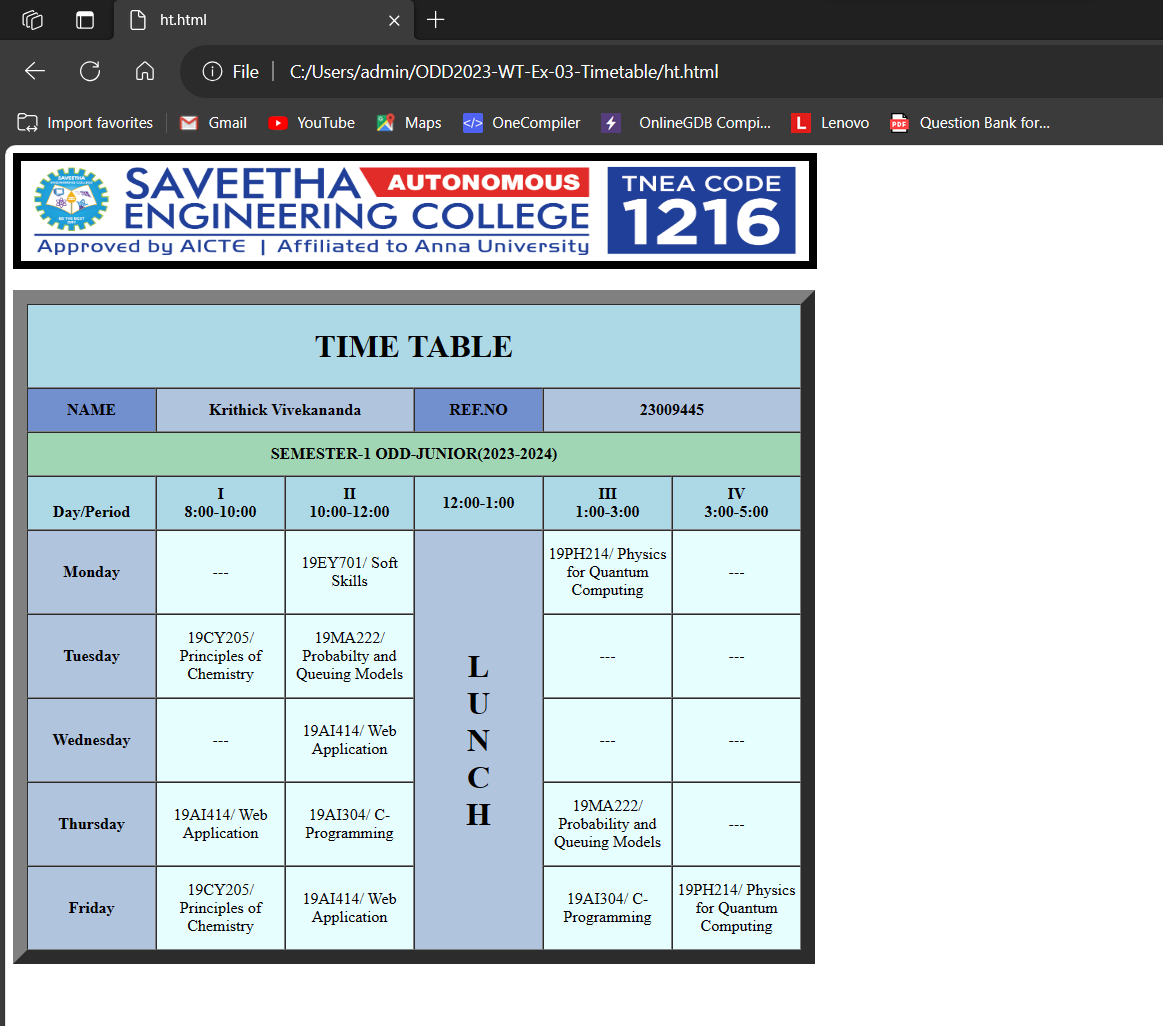 ht.html
File
C:/Users/admin/ODD2023-WT-Ex-03-Timetable/ht.html
Import favorites
Gmail
YouTube
Maps
</>
OneCompiler
OnlineGDB Compi...
L
Lenovo
PDF
Question Bank for...
SAVEETHA AUTONOMOUS
ENGINEERING COLLEGE
Approved by AICTE | Affiliated to Anna University
TNEA CODE
1216
TIME TABLE
NAME
Krithick Vivekananda
REF.NO
23009445
SEMESTER-1 ODD-JUNIOR(2023-2024)
Day/Period
I
8:00-10:00
II
10:00-12:00
12:00-1:00
III
1:00-3:00
IV
3:00-5:00
Monday
---
19EY701/ Soft
Skills
L
U
N
C
H
19PH214/ Physics
for Quantum
Computing
---
Tuesday
19CY205/
Principles of
Chemistry
19MA222/
Probabilty and
Queuing Models
---
---
Wednesday
---
19AI414/ Web
Application
---
---
Thursday
19AI414/ Web
Application
19AI304/ C-
Programming
19MA222/
Probability and
Queuing Models
---
Friday
19CY205/
Principles of
Chemistry
19AI414/ Web
Application
19AI304/ C-
Programming
19PH214/ Physics
for Quantum
Computing